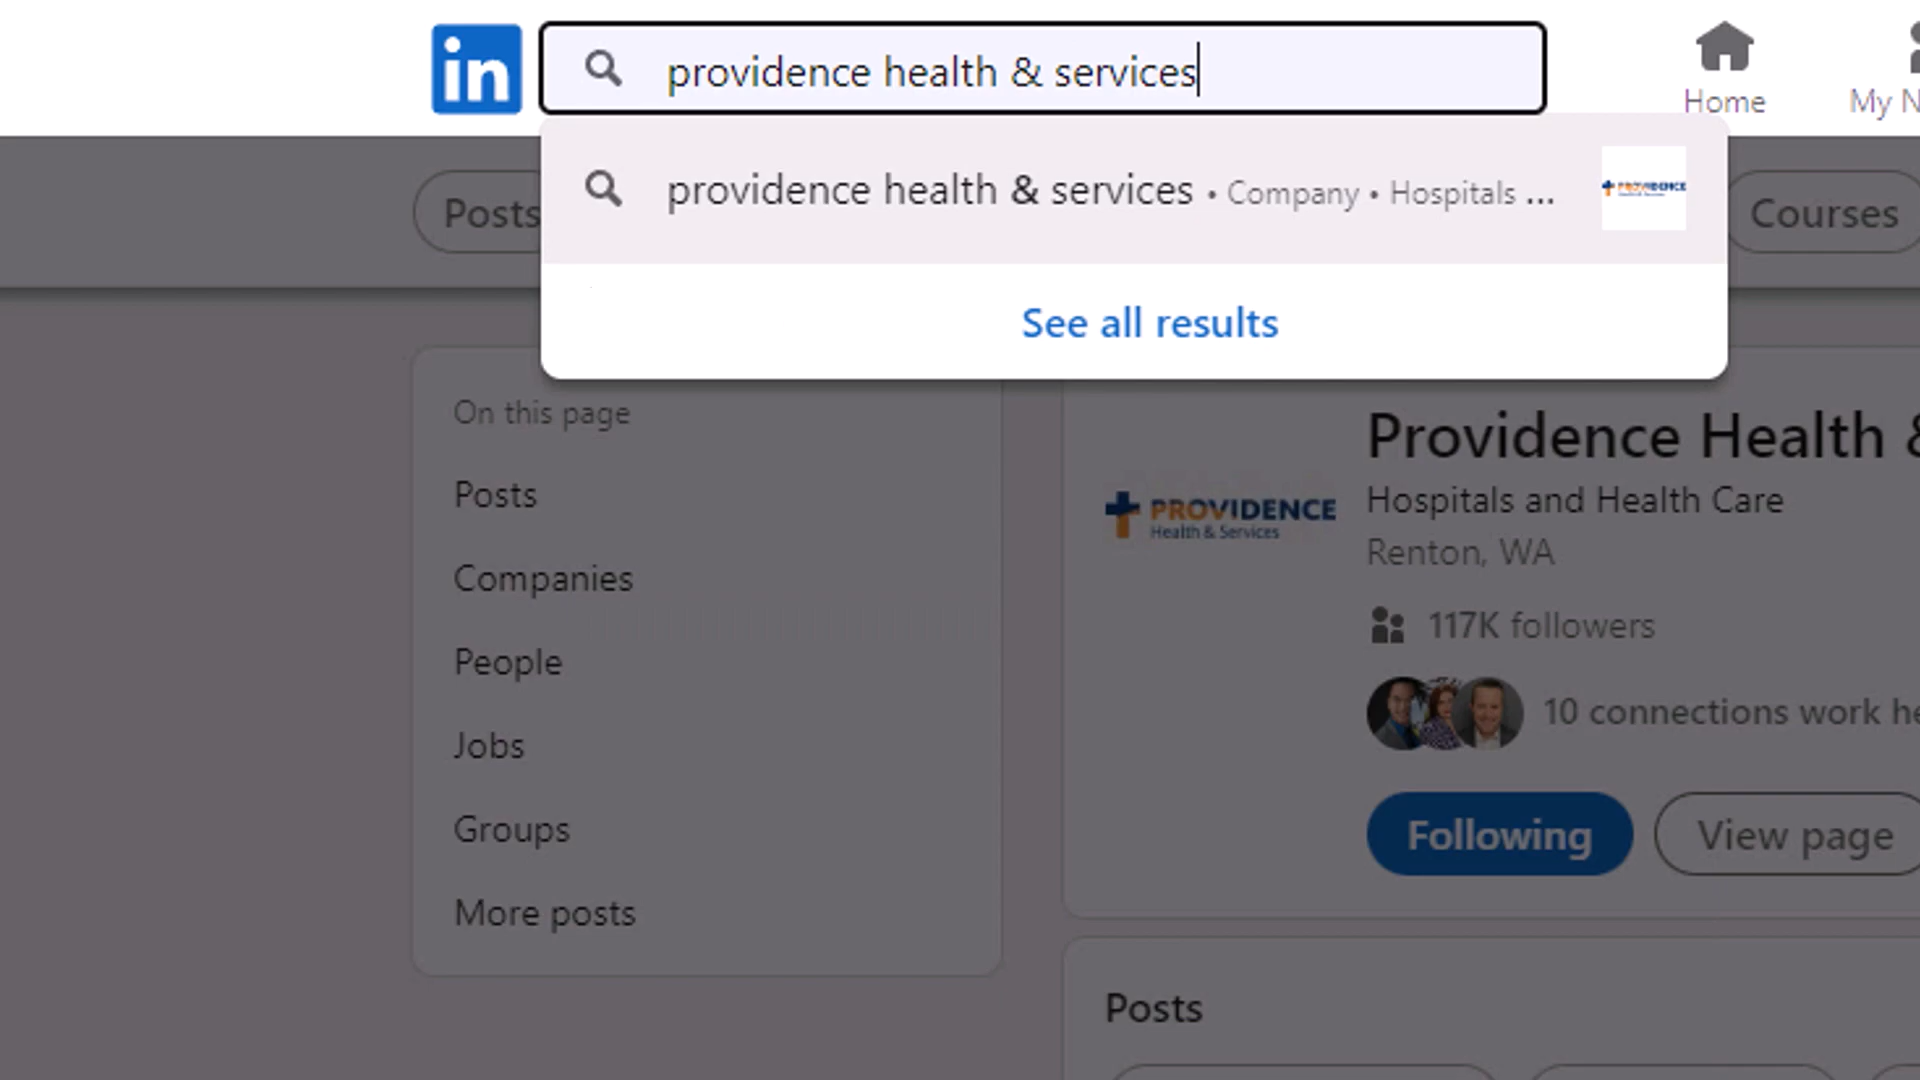 in
providence health & services
Home
My N
providence health & services • Company • Hospitals ...
PROVIDENCE
Posts
Courses
See all results
On this page
Posts
Companies
People
Jobs
Groups
More posts
PROVIDENCE
Health & Services
Providence Health &
Hospitals and Health Care
Renton, WA
117K followers
10 connections work he
Following
View page
Posts